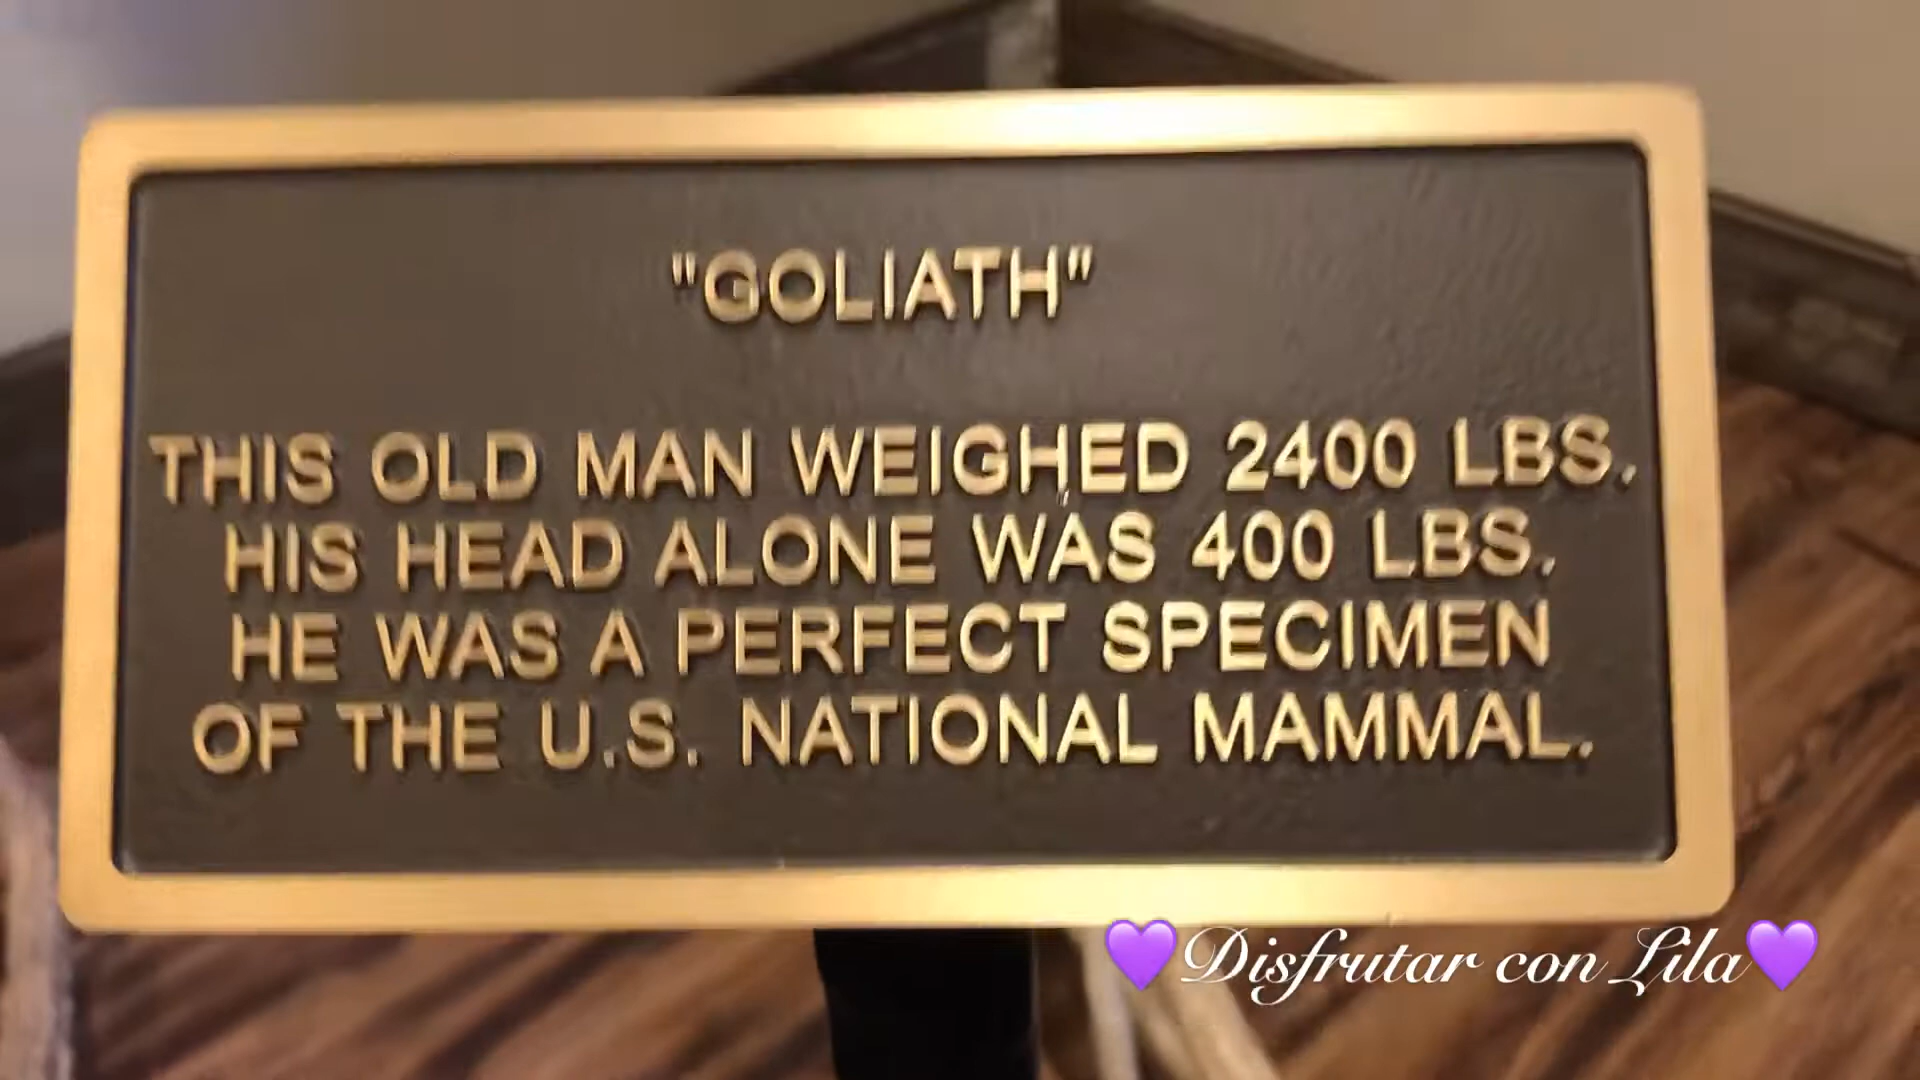 "GOLIATH"
THIS OLD MAN WEIGHED 2400 LBS.
HIS HEAD ALONE WAS 400 LBS.
HE WAS A PERFECT SPECIMEN
OF THE U.S. NATIONAL MAMMAL.
💜Disfrutar con Lila💜